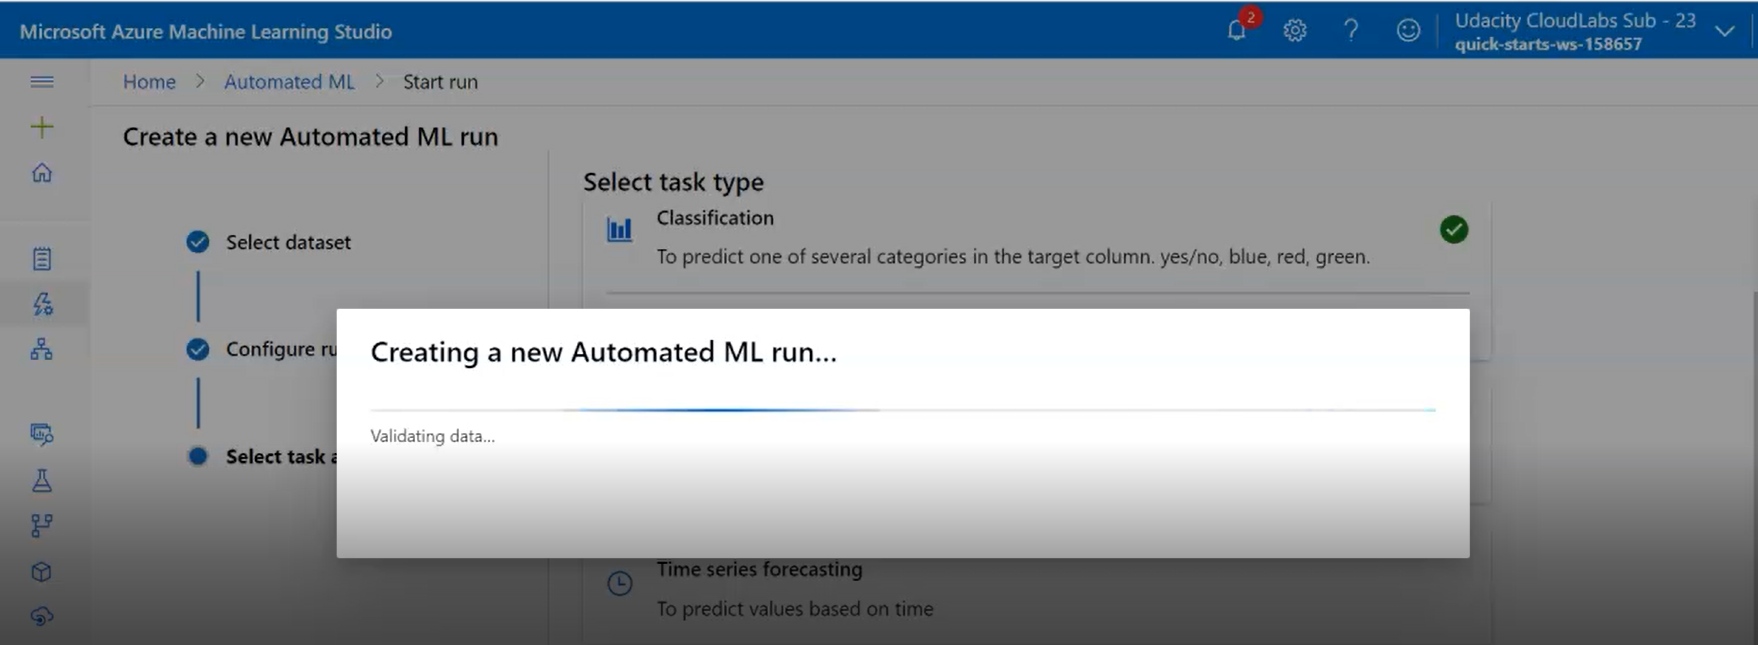 Microsoft Azure Machine Learning Studio
2
Udacity CloudLabs Sub - 23
quick-starts-ws-158657
Home > Automated ML > Start run
Create a new Automated ML run
Select task type
Classification
To predict one of several categories in the target column. yes/no, blue, red, green.
Select dataset
Configure ru
Select task a
Creating a new Automated ML run...
Validating data...
Time series forecasting
To predict values based on time